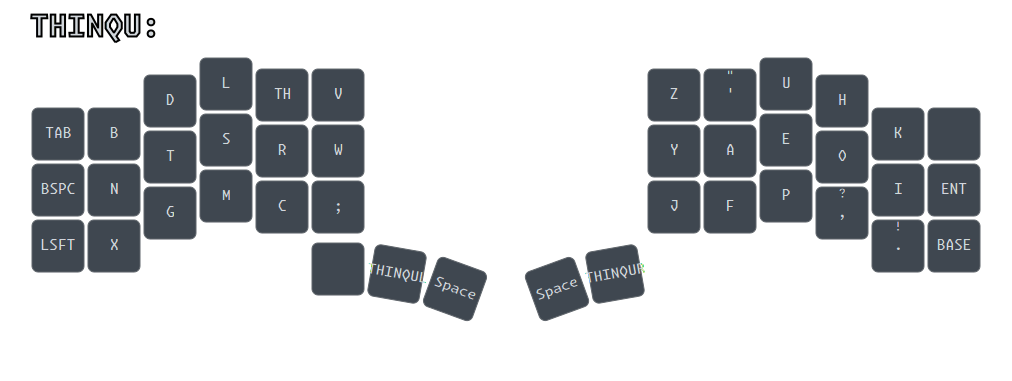 THINQU:
TAB B D L TH V Z " ' U H K
BSPC N T S R W Y A E O I ENT
LSFT X G M C ; J F P ? , ! . BASE
THINQUL Space Space THINQUR